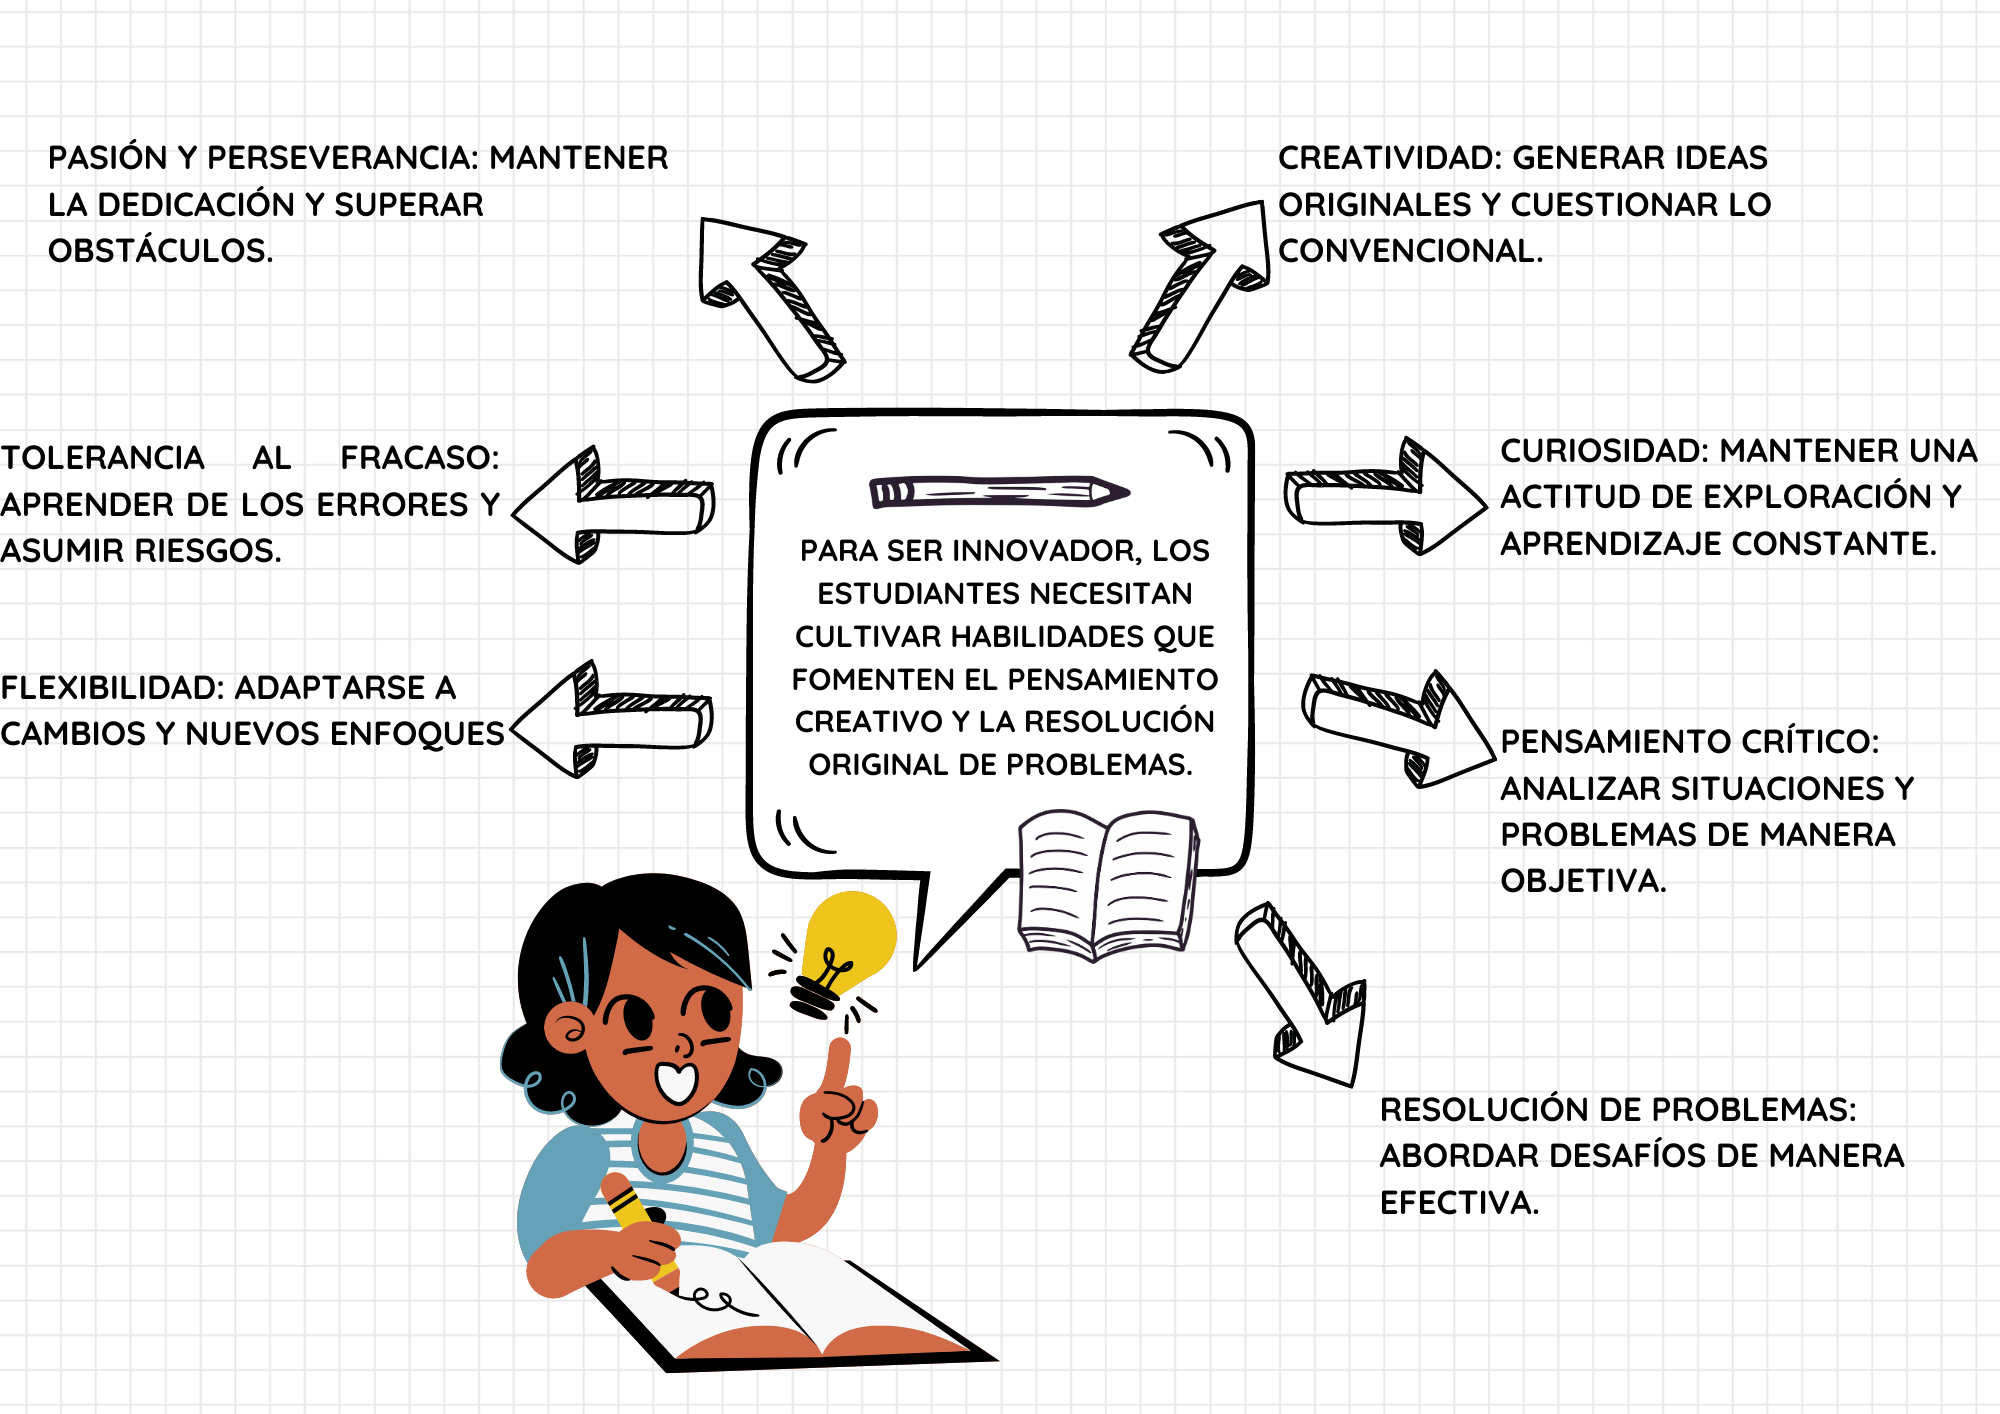 PASIÓN Y PERSEVERANCIA: MANTENER
LA DEDICACIÓN Y SUPERAR
OBSTÁCULOS.
CREATIVIDAD: GENERAR IDEAS
ORIGINALES Y CUESTIONAR LO
CONVENCIONAL.
TOLERANCIA AL FRACASO:
APRENDER DE LOS ERRORES Y
ASUMIR RIESGOS.
CURIOSIDAD: MANTENER UNA
ACTITUD DE EXPLORACIÓN Y
APRENDIZAJE CONSTANTE.
PARA SER INNOVADOR, LOS
ESTUDIANTES NECESITAN
CULTIVAR HABILIDADES QUE
FOMENTEN EL PENSAMIENTO
CREATIVO Y LA RESOLUCIÓN
ORIGINAL DE PROBLEMAS.
FLEXIBILIDAD: ADAPTARSE A
CAMBIOS Y NUEVOS ENFOQUES
PENSAMIENTO CRÍTICO:
ANALIZAR SITUACIONES Y
PROBLEMAS DE MANERA
OBJETIVA.
RESOLUCIÓN DE PROBLEMAS:
ABORDAR DESAFÍOS DE MANERA
EFECTIVA.